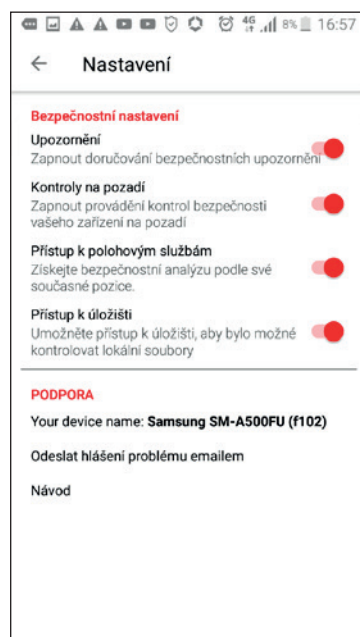 4G 8% 16:57
Nastavení
Bezpečnostní nastavení
Upozornění
Zapnout doručování bezpečnostních upozornění
Kontroly na pozadí
Zapnout provádění kontrol bezpečnosti
vašeho zařízení na pozadí
Přístup k polohovým službám
Získejte bezpečnostní analýzu podle své
současné pozice.
Přístup k úložišti
Umožněte přístup k úložišti, aby bylo možné
kontrolovat lokální soubory
PODPORA
Your device name: Samsung SM-A500FU (f102)
Odeslat hlášení problému emailem
Návod